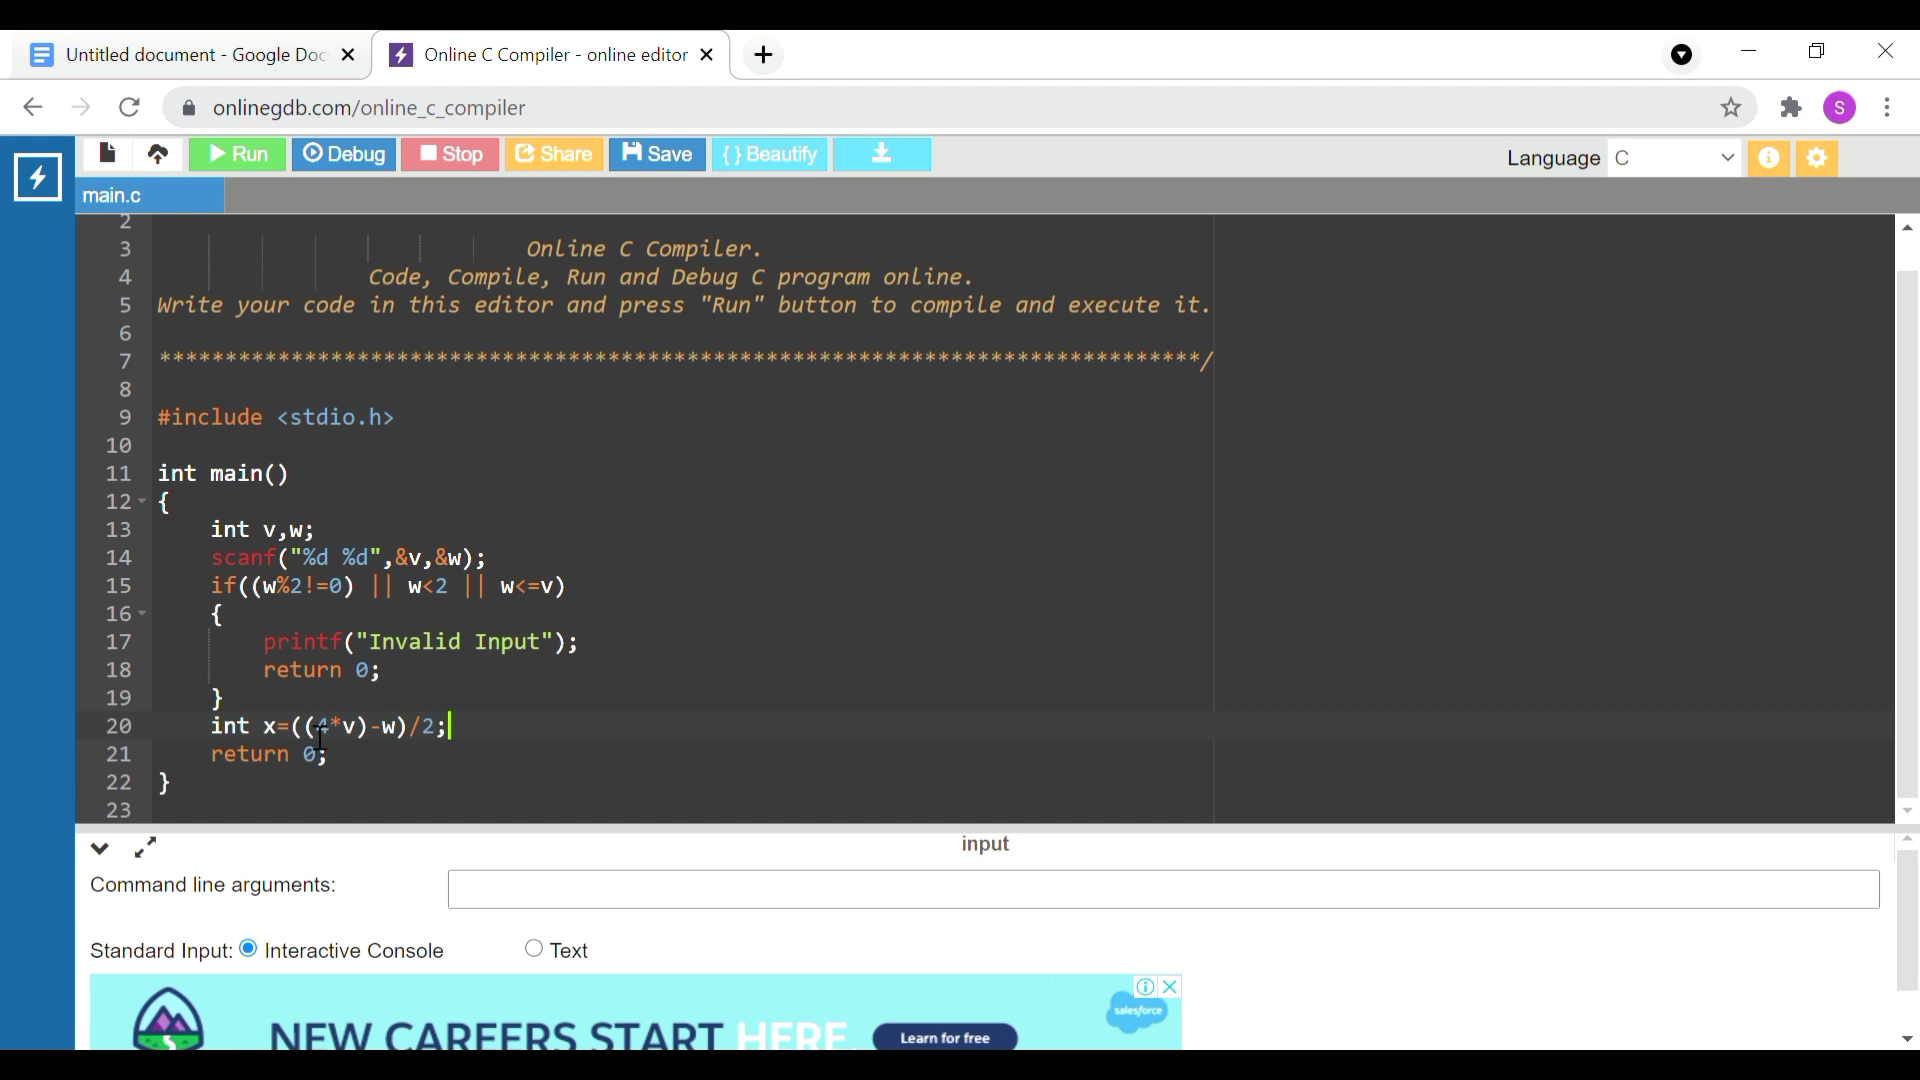 Untitled document - Google Doc
Online C Compiler - online editor
onlinegdb.com/online_c_compiler
S
Run
Debug
Stop
Share
Save
{ } Beautify
Language C
main.c
2
3 Online C Compiler.
4 Code, Compile, Run and Debug C program online.
5 Write your code in this editor and press "Run" button to compile and execute it.
6
7 *******************************************************************************/
8
9 #include <stdio.h>
10
11 int main()
12 {
13 int v,w;
14 scanf("%d %d",&v,&w);
15 if((w%2!=0) || w<2 || w<=v)
16 {
17 printf("Invalid Input");
18 return 0;
19 }
20 int x=((4*v)-w)/2;
21 return 0;
22 }
23
input
Command line arguments:
Standard Input: Interactive Console Text
NEW CAREERS START HERE.
Learn for free
salesforce